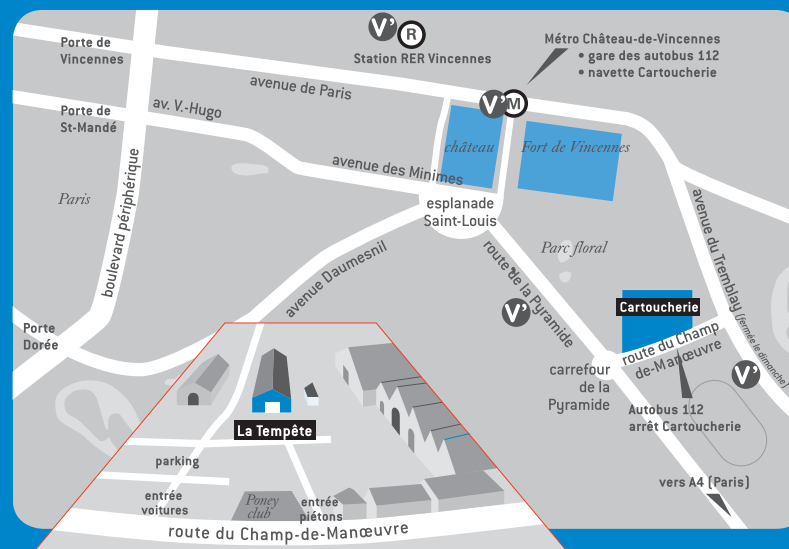 V' R
Station RER Vincennes
Métro Château-de-Vincennes
• gare des autobus 112
• navette Cartoucherie
Porte de
Vincennes
avenue de Paris
V' M
Porte de
St-Mandé
av. V.-Hugo
château
Fort de Vincennes
avenue des Minimes
Paris
boulevard périphérique
esplanade
Saint-Louis
avenue du Tremblay (fermée le dimanche)
Parc floral
avenue Daumesnil
route de la Pyramide
V'
Cartoucherie
Porte
Dorée
route du Champ
de-Manœuvre
carrefour
de la
Pyramide
V'
Autobus 112
arrêt Cartoucherie
La Tempête
parking
vers A4 (Paris)
entrée
voitures
Poney
club
entrée
piétons
route du Champ-de-Manœuvre